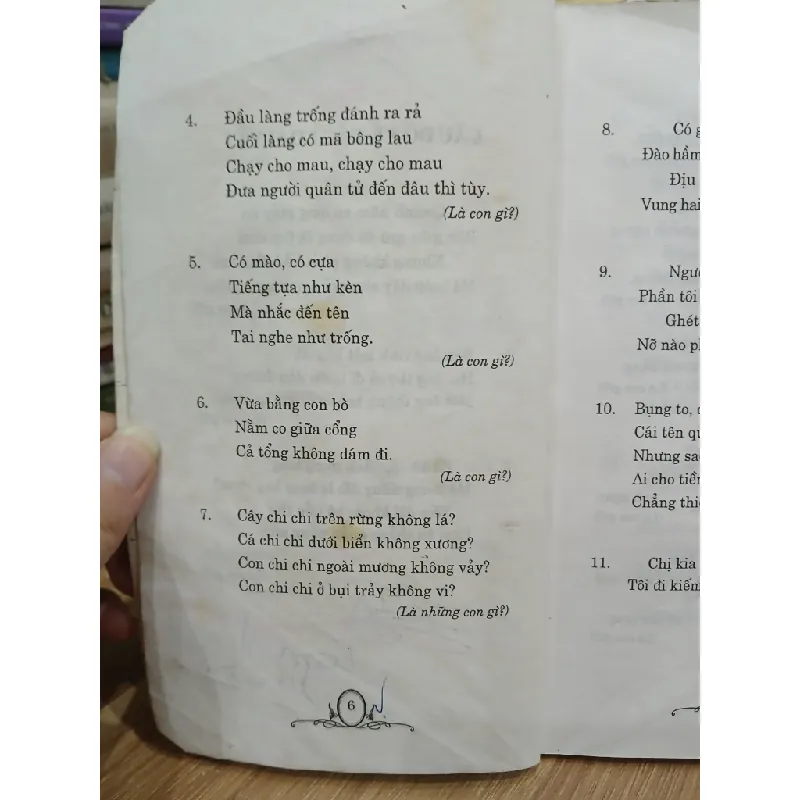 4. Đầu làng trống đánh ra rả
Cuối làng có mã bông lau
Chạy cho mau, chạy cho mau
Đưa người quân tử đến đâu thì tùy.
(Là con gì?)
5. Có mào, có cựa
Tiếng tựa như kèn
Mà nhắc đến tên
Tai nghe như trống.
(Là con gì?)
6. Vừa bằng con bò
Nằm co giữa cổng
Cả tổng không dám đi.
(Là con gì?)
7. Cây chi chi trên rừng không lá?
Cá chi chi dưới biển không xương?
Con chi chi ngoài mương không vảy?
Con chi chi ở bụi trảy không vi?
(Là những con gì?)
6
8. Có
Đào hầm
Địu
Vung hai
9.
Phần tôi
Ghét
Nỡ nào
10. Bụng to,
Cái tên
Nhưng
Ai cho
Chẳng
11. Chị kia
Tôi đi